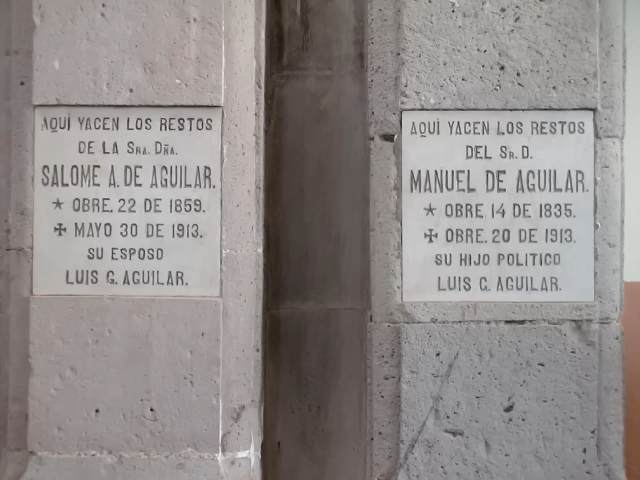 AQUÍ YACEN LOS RESTOS
DE LA SRA. DÑA.
SALOME A. DE AGUILAR.
★ OBRE. 22 DE 1859.
✠ MAYO 30 DE 1913.
SU ESPOSO
LUIS G. AGUILAR.
AQUÍ YACEN LOS RESTOS
DEL SR. D.
MANUEL DE AGUILAR.
★ OBRE. 14 DE 1835.
✠ OBRE. 20 DE 1913.
SU HIJO POLITICO
LUIS G. AGUILAR.